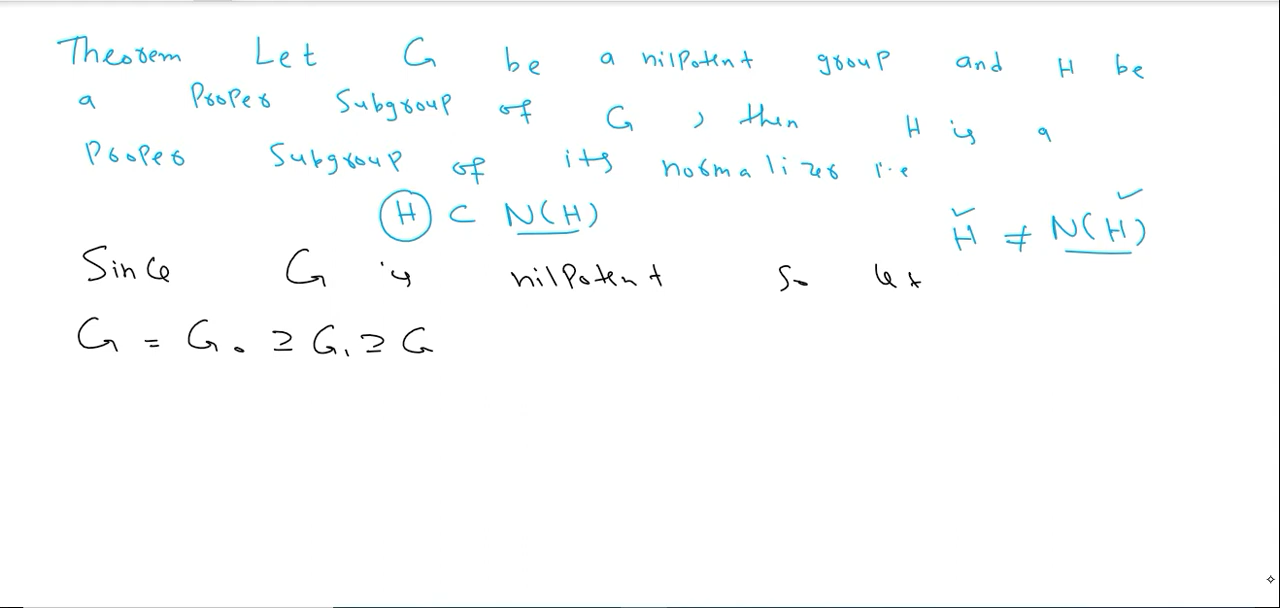 Theorem Let G be a nilpotent group and H be
a Proper Subgroup of G , then H is a
Proper Subgroup of its normalizer i.e
H ⊂ N(H) H ≠ N(H)
Since G is nilpotent So let
G = G₀ ⊇ G₁ ⊇ G